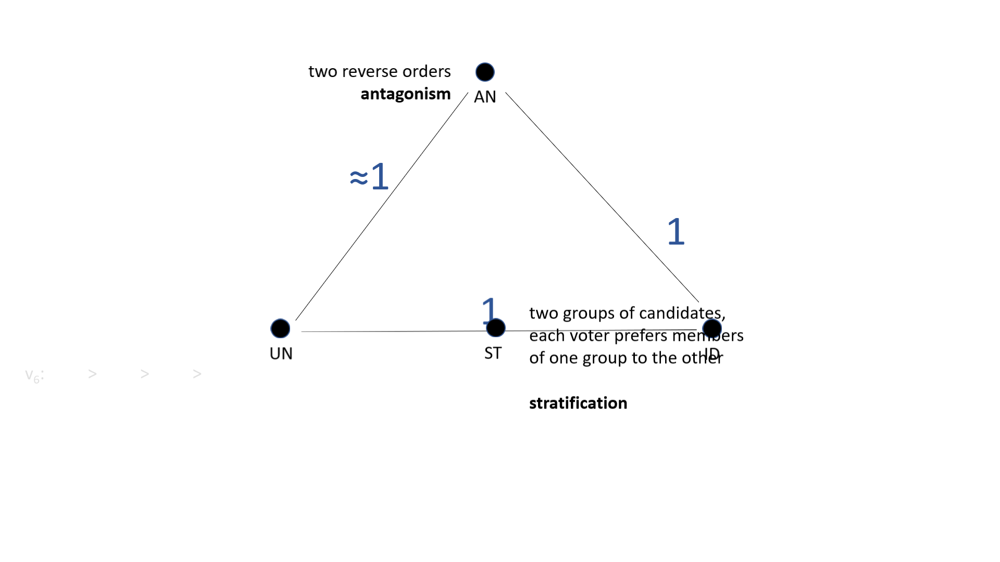 two reverse orders
antagonism
AN
≈1
1
1
two groups of candidates,
each voter prefers members
of one group to the other
UN
ST
ID
v₆: > > >
stratification